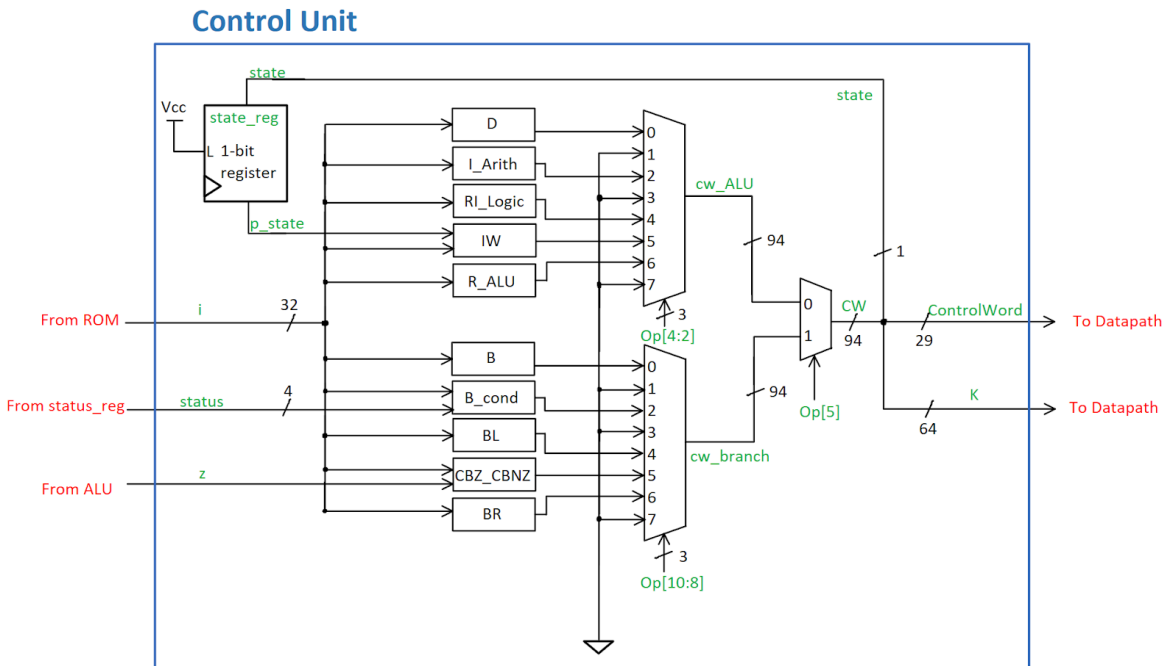 Control Unit
state
state
Vcc
state_reg
L 1-bit
register
p_state
D
I_Arith
RI_Logic
IW
R_ALU
0
1
2
3
4
5
6
7
cw_ALU
94
3
Op[4:2]
From ROM
i
32
From status_reg
status
4
From ALU
z
B
B_cond
BL
CBZ_CBNZ
BR
0
1
2
3
4
5
6
7
cw_branch
94
3
Op[10:8]
0
1
Op[5]
CW
94
1
ControlWord
29
To Datapath
K
64
To Datapath